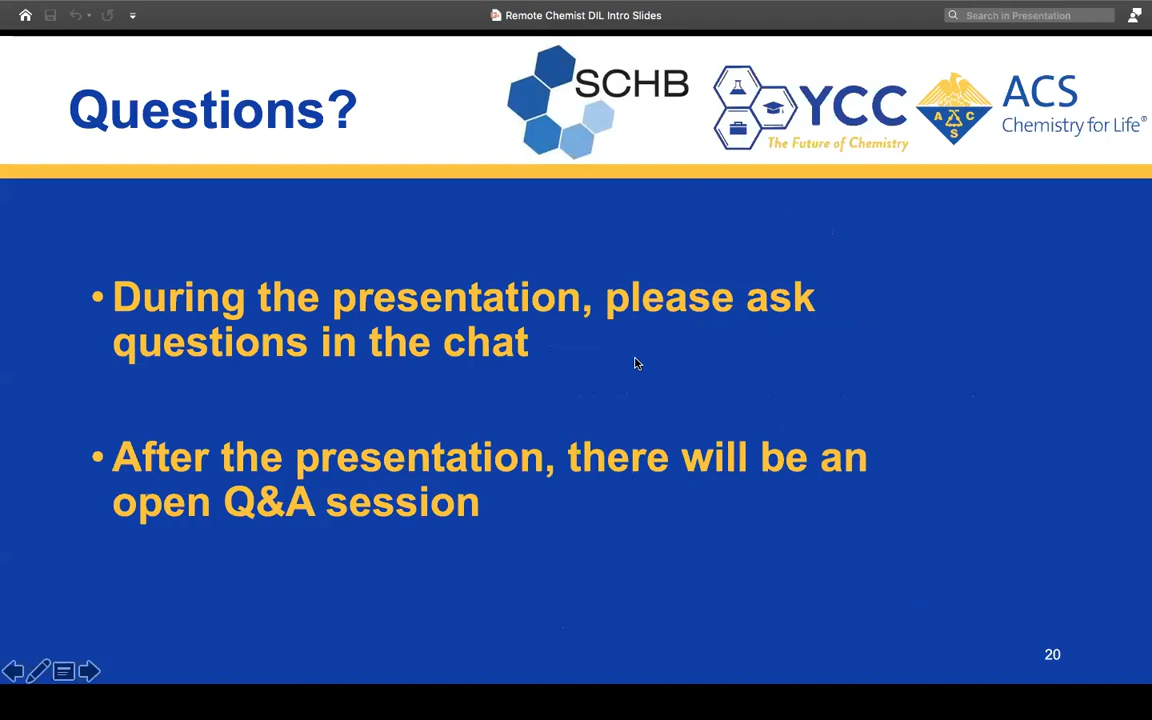 Remote Chemist DIL Intro Slides
Search in Presentation
Questions?
SCHB
YCC
The Future of Chemistry
A C S
ACS
Chemistry for Life®
• During the presentation, please ask
questions in the chat
• After the presentation, there will be an
open Q&A session
20